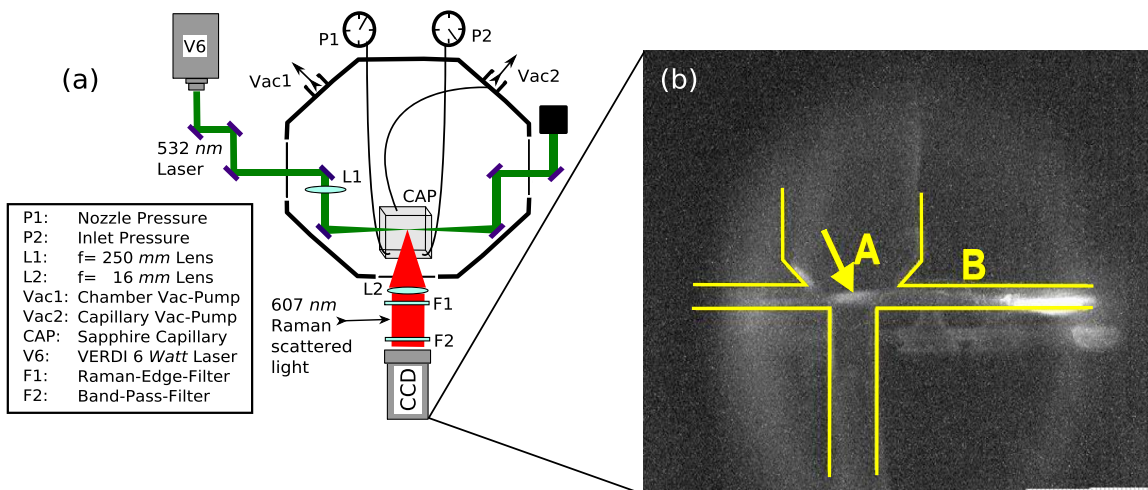 (a)
V6
P1
P2
Vac1
Vac2
532 nm
Laser
L1
CAP
P1: Nozzle Pressure
P2: Inlet Pressure
L1: f= 250 mm Lens
L2: f= 16 mm Lens
Vac1: Chamber Vac-Pump
Vac2: Capillary Vac-Pump
CAP: Sapphire Capillary
V6: VERDI 6 Watt Laser
F1: Raman-Edge-Filter
F2: Band-Pass-Filter
L2
F1
607 nm
Raman
scattered
light
F2
CCD
(b)
A
B